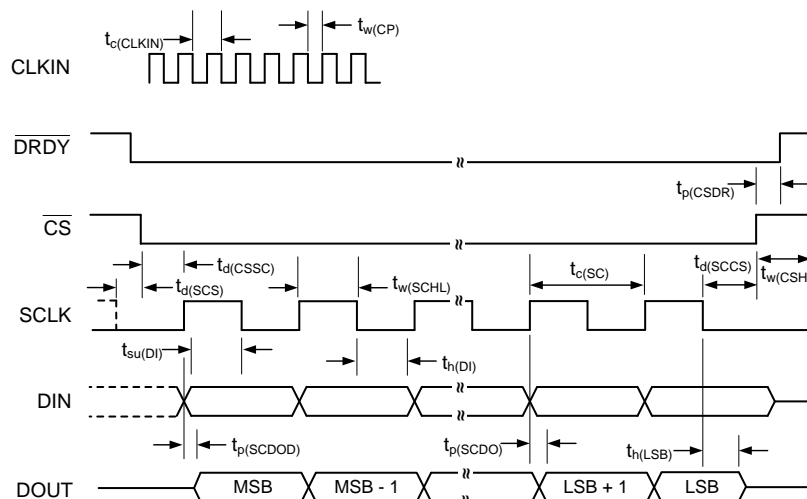 t_c(CLKIN)
t_w(CP)
CLKIN
DRDY
t_p(CSDR)
CS
t_d(CSSC)
t_d(SCS)
t_w(SCHL)
t_c(SC)
t_d(SCCS)
t_w(CSH
SCLK
t_su(DI)
t_h(DI)
DIN
t_p(SCDOD)
t_p(SCDO)
t_h(LSB)
DOUT MSB MSB - 1 LSB + 1 LSB